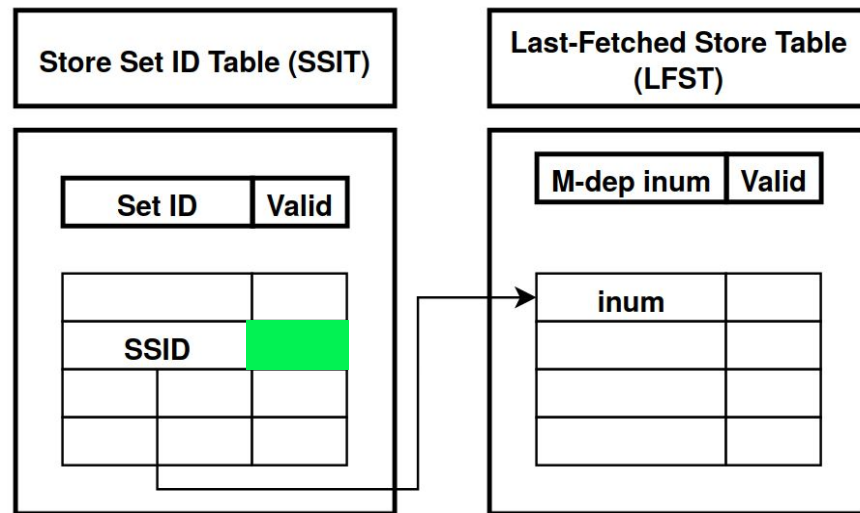 Store Set ID Table (SSIT)
Last-Fetched Store Table
(LFST)
Set ID Valid
M-dep inum Valid
SSID
inum